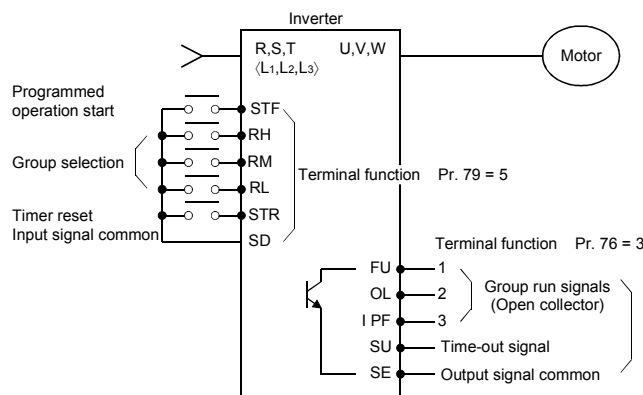 Inverter
R,S,T U,V,W
⟨L1,L2,L3⟩
Motor
Programmed
operation start
STF
RH
Group selection
RM
RL
Terminal function Pr. 79 = 5
Timer reset
STR
Input signal common
SD
Terminal function Pr. 76 = 3
FU 1
OL 2
I PF 3
Group run signals
(Open collector)
SU Time-out signal
SE Output signal common